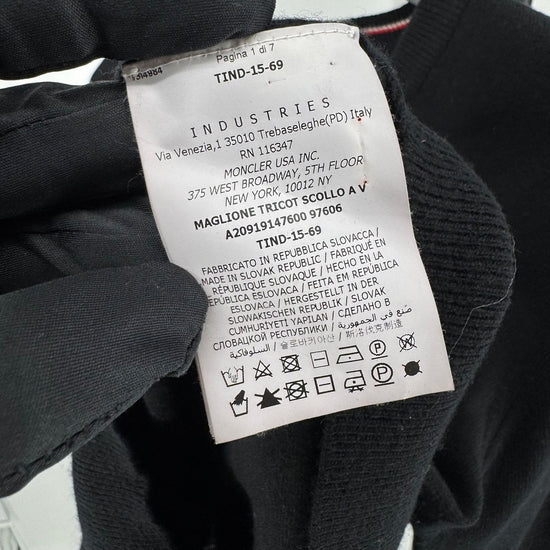 Pagina 1 di 7
TIND-15-69
INDUSTRIES
Via Venezia,1 35010 Trebaseleghe(PD) Italy
RN 116347
MONCLER USA INC.
375 WEST BROADWAY, 5TH FLOOR
NEW YORK, 10012 NY
MAGLIONE TRICOT SCOLLO A V
A20919147600 97606
TIND-15-69
FABBRICATO IN REPUBBLICA SLOVACCA /
MADE IN SLOVAK REPUBLIC / FABRIQUÉ EN
RÉPUBLIQUE SLOVAQUE / HECHO EN LA
REPÚBLICA ESLOVACA / FEITA EM REPÚBLICA
ESLOVACA / HERGESTELLT IN DER
SLOWAKISCHEN REPUBLIK / SLOVAK
CUMHURIYETI YAPILAN / СДЕЛАНО В
СЛОВАЦКОЙ РЕСПУБЛИКИ / صنع في الجمهورية
السلوفاكية / 슬로바키아산 / 斯洛伐克制造